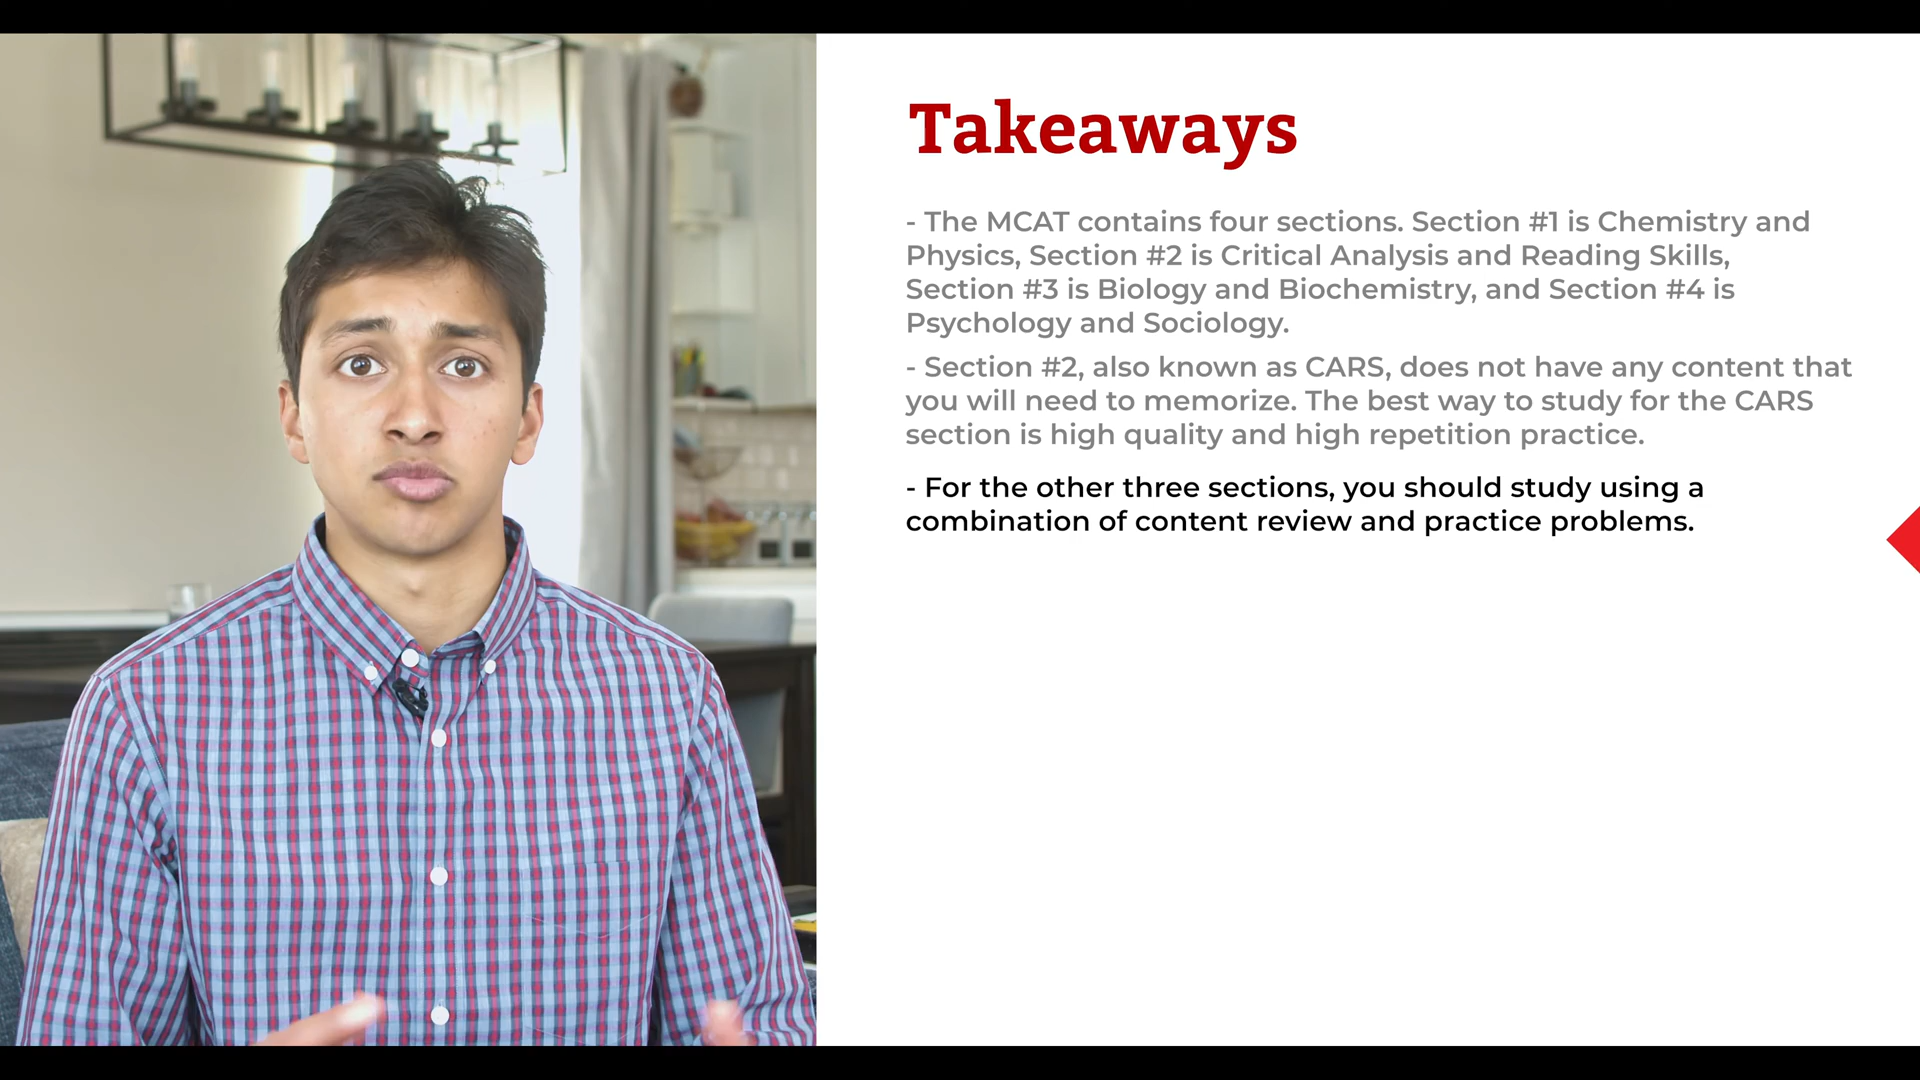 Takeaways
- The MCAT contains four sections. Section #1 is Chemistry and
Physics, Section #2 is Critical Analysis and Reading Skills,
Section #3 is Biology and Biochemistry, and Section #4 is
Psychology and Sociology.
- Section #2, also known as CARS, does not have any content that
you will need to memorize. The best way to study for the CARS
section is high quality and high repetition practice.
- For the other three sections, you should study using a
combination of content review and practice problems.